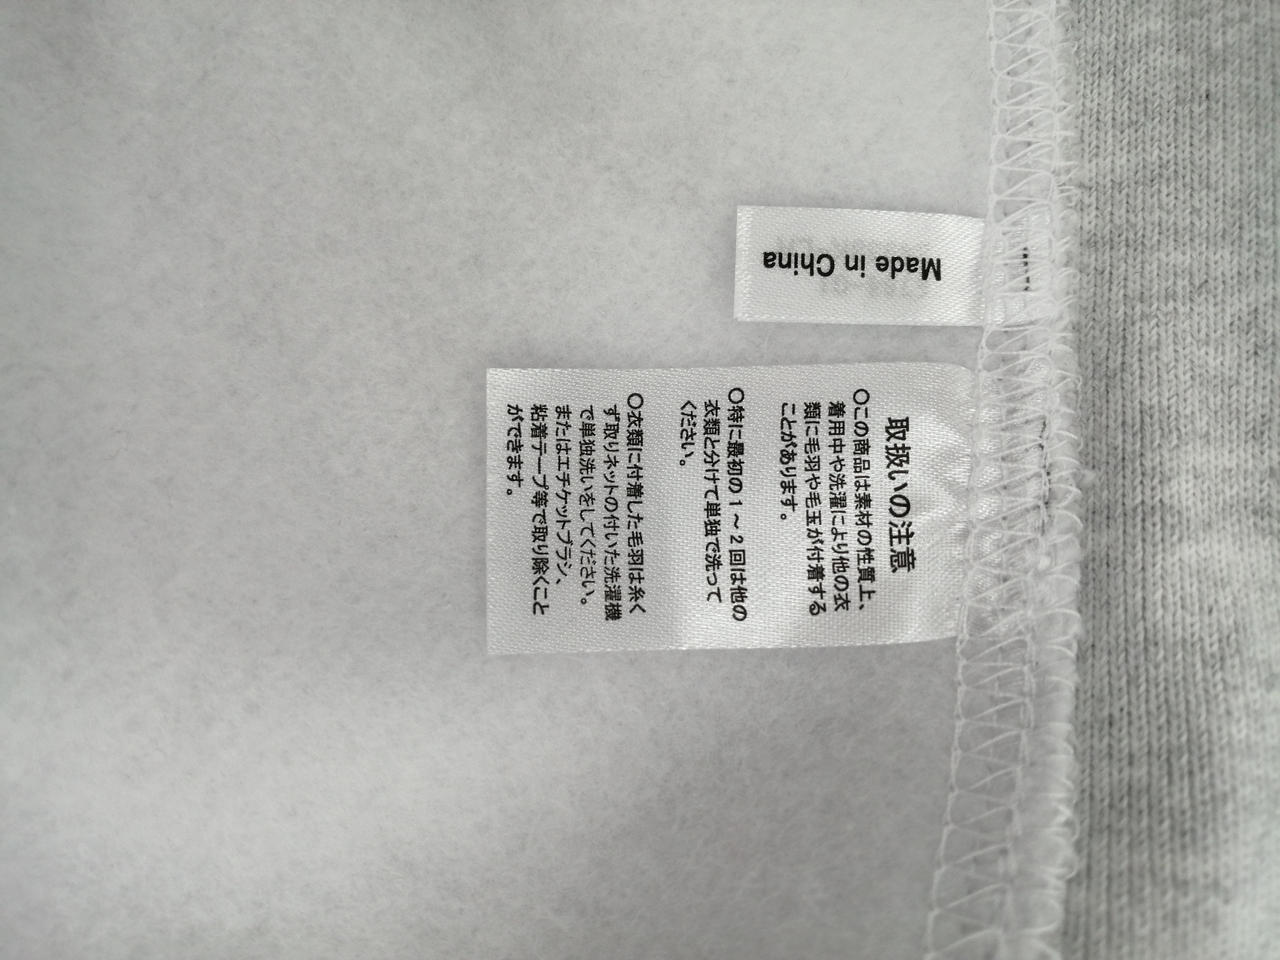 Made in China
取扱いの注意
○この商品は素材の性質上、
着用中や洗濯により他の衣
類に毛羽や毛玉が付着する
ことがあります。
○特に最初の1～2回は他の
衣類と分けて単独で洗って
ください。
○衣類に付着した毛羽は糸く
ず取りネットの付いた洗濯機
で単独洗いをしてください。
またはエチケットブラシ、
粘着テープ等で取り除くこと
ができます。